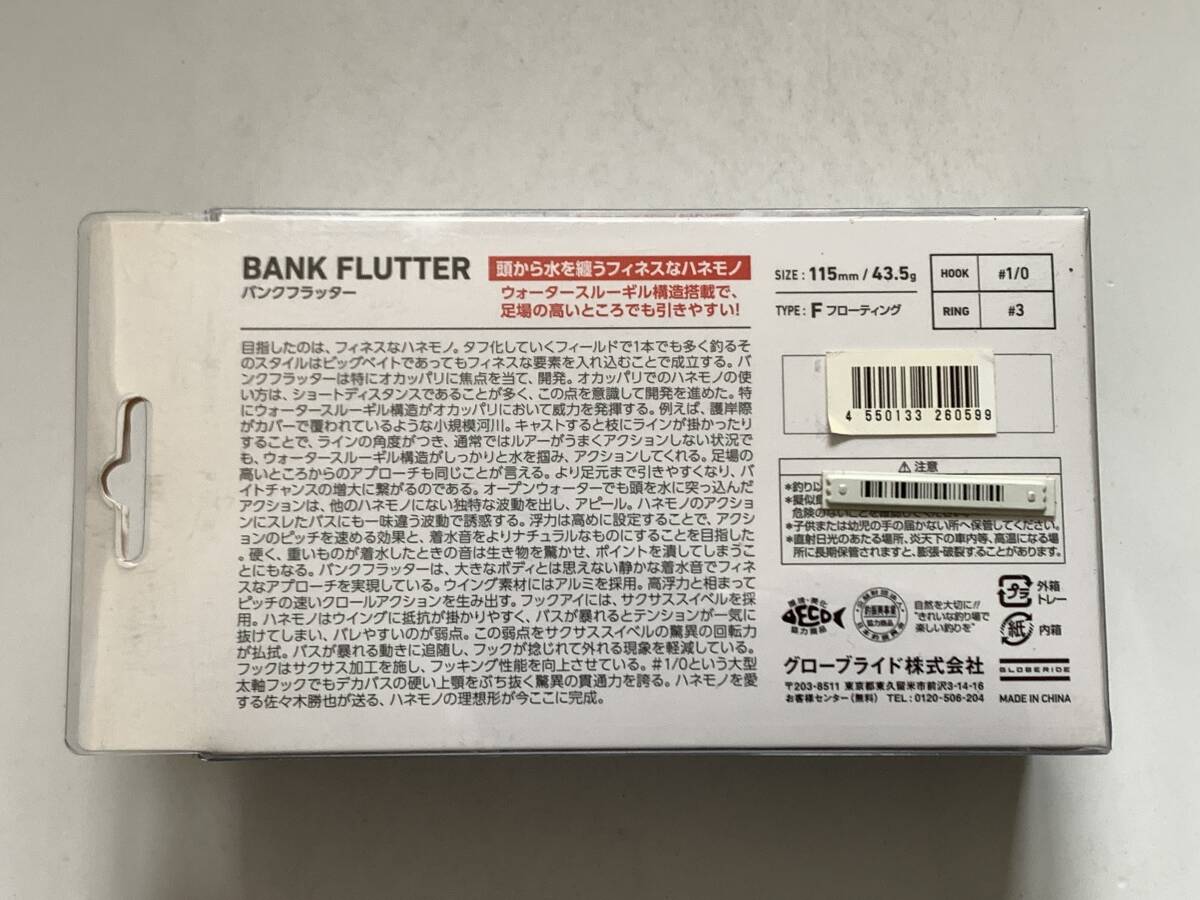 BANK FLUTTER
バンクフラッター
頭から水を纏うフィネスなハネモノ
ウォータースルーギル構造搭載で、
足場の高いところでも引きやすい!
目指したのは、フィネスなハネモノ。タフ化していくフィールドで1本でも多く釣るそ
のスタイルはビッグベイトであってもフィネスな要素を入れ込むことで成立する。バ
ンクフラッターは特にオカッパリに焦点を当て、開発。オカッパリでのハネモノの使
い方は、ショートディスタンスであることが多く、この点を意識して開発を進めた。特
にウォータースルーギル構造がオカッパリにおいて威力を発揮する。例えば、護岸際
がカバーで覆われているような小規模河川。キャストすると枝にラインが掛かったり
することで、ラインの角度がつき、通常ではルアーがうまくアクションしない状況で
も、ウォータースルーギル構造がしっかりと水を掴み、アクションしてくれる。足場の
高いところからのアプローチも同じことが言える。より足元まで引きやすくなり、バ
イトチャンスの増大に繋がるのである。オープンウォーターでも頭を水に突っ込んだ
アクションは、他のハネモノにない独特な波動を出し、アピール。ハネモノのアクショ
ンにスレたバスにも一味違う波動で誘惑する。浮力は高めに設定することで、アクシ
ョンのピッチを速める効果と、着水音をよりナチュラルなものにすることを目指した
。硬く、重いものが着水したときの音は生き物を驚かせ、ポイントを潰してしまうこ
とにもなる。バンクフラッターは、大きなボディとは思えない静かな着水音でフィネ
スなアプローチを実現している。ウイング素材にはアルミを採用。高浮力と相まって
ピッチの速いクロールアクションを生み出す。フックアイには、サクサススイベルを採
用。ハネモノはウイングに抵抗が掛かりやすく、バスが暴れるとテンションが一気に
抜けてしまい、バレやすいのが弱点。この弱点をサクサススイベルの驚異の回転力
が払拭。バスが暴れる動きに追随し、フックが捻じれて外れる現象を軽減している。
フックはサクサス加工を施し、フッキング性能を向上させている。#1/0という大型
太軸フックでもデカバスの硬い上顎をぶち抜く驚異の貫通力を誇る。ハネモノを愛
する佐々木勝也が送る、ハネモノの理想形が今ここに完成。
SIZE : 115mm / 43.5g
TYPE : F フローティング
HOOK #1/0
RING #3
4 550133 260599
⚠注意
*釣り以
*擬似餌
*子供または幼児の手の届かない所へ保管してください。
*直射日光のあたる場所、炎天下の車内等、高温になる場
所に長期保管されますと、膨張・破裂することがあります。
環境・美化
ECO
協力商品
自然を大切に!!
"きれいな釣り場で
楽しい釣りを"
プラ
外箱
トレー
紙
内箱
グローブライド株式会社
〒203-8511 東京都東久留米市前沢3-14-16
お客様センター(無料) TEL : 0120-506-204
GLOBERIDE
MADE IN CHINA